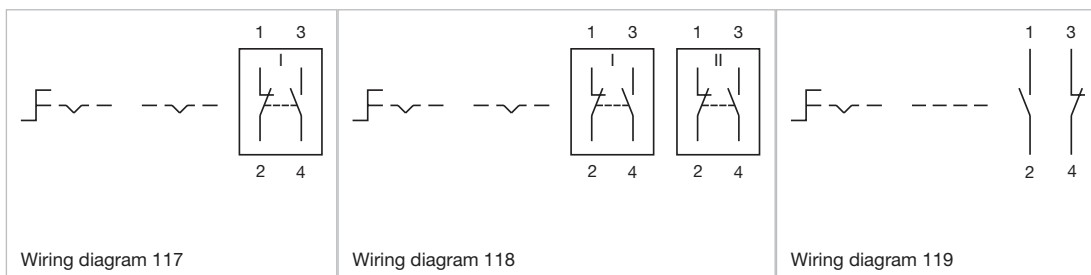 1 3
I
2 4
Wiring diagram 117
1 3
I
2 4
1 3
II
2 4
Wiring diagram 118
1 3
2 4
Wiring diagram 119